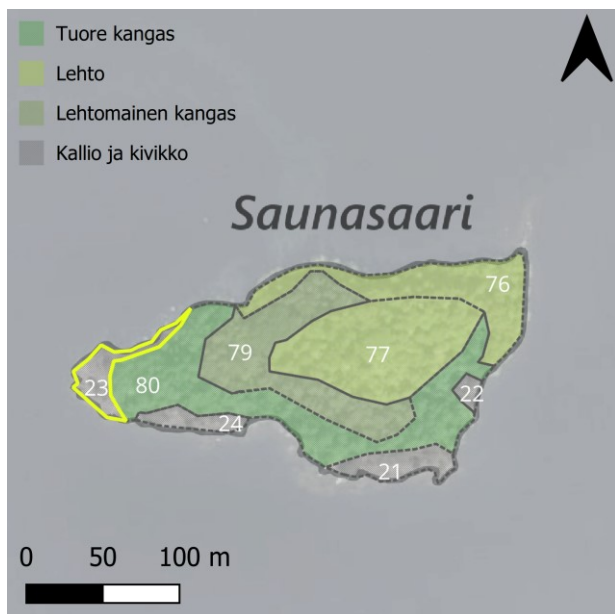 Tuore kangas
Lehto
Lehtomainen kangas
Kallio ja kivikko
Saunasaari
76
79
77
23
80
22
24
21
0 50 100 m